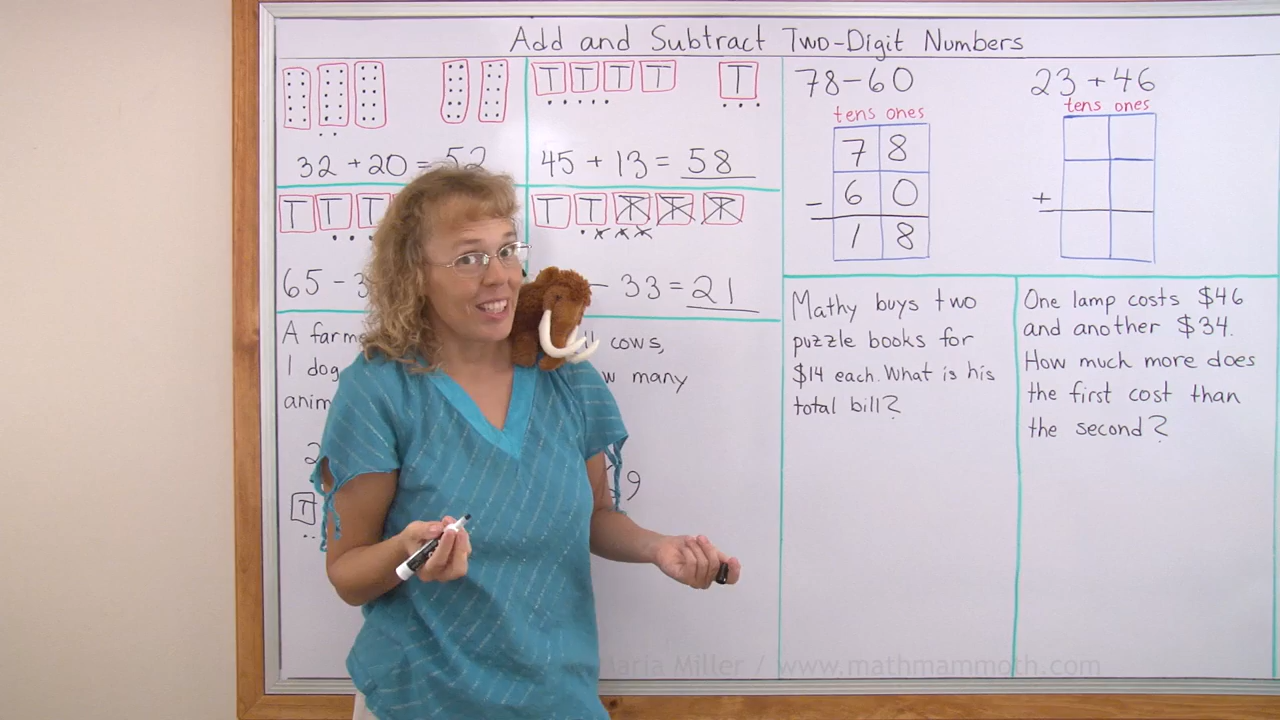 Add and Subtract Two-Digit Numbers
T T T T T
32 + 20 = 52
45 + 13 = 58
T T T
T T T T T
65 -
- 33 = 21
A
1 dog
cows,
many
9
T
78 - 60
tens ones
7 8
- 6 0
1 8
23 + 46
tens ones
+
Mathy buys two
puzzle books for
$14 each. What is his
total bill?
One lamp costs $46
and another $34.
How much more does
the first cost than
the second?
Maria Miller / www.mathmammoth.com